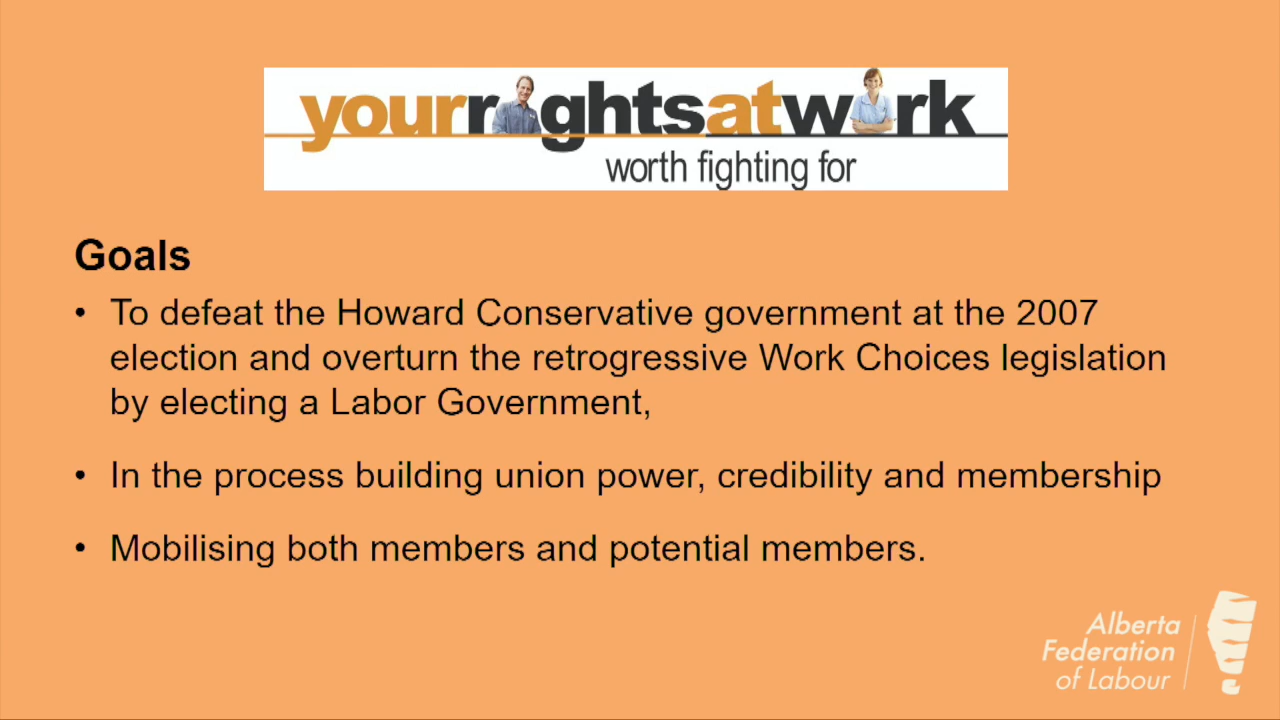 yourrightsatwork
worth fighting for
Goals
• To defeat the Howard Conservative government at the 2007
election and overturn the retrogressive Work Choices legislation
by electing a Labor Government,
• In the process building union power, credibility and membership
• Mobilising both members and potential members.
Alberta
Federation
of Labour